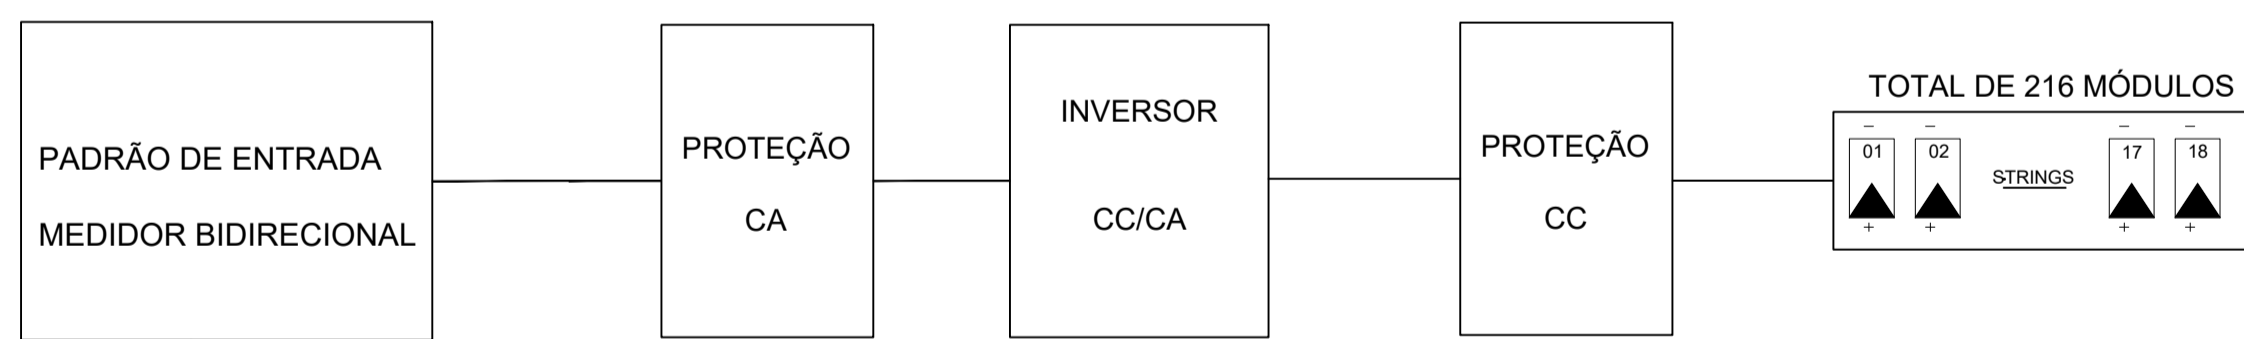 PADRÃO DE ENTRADA
MEDIDOR BIDIRECIONAL
PROTEÇÃO
CA
INVERSOR
CC/CA
PROTEÇÃO
CC
TOTAL DE 216 MÓDULOS
− − − −
01 02 STRINGS 17 18
+ + + +